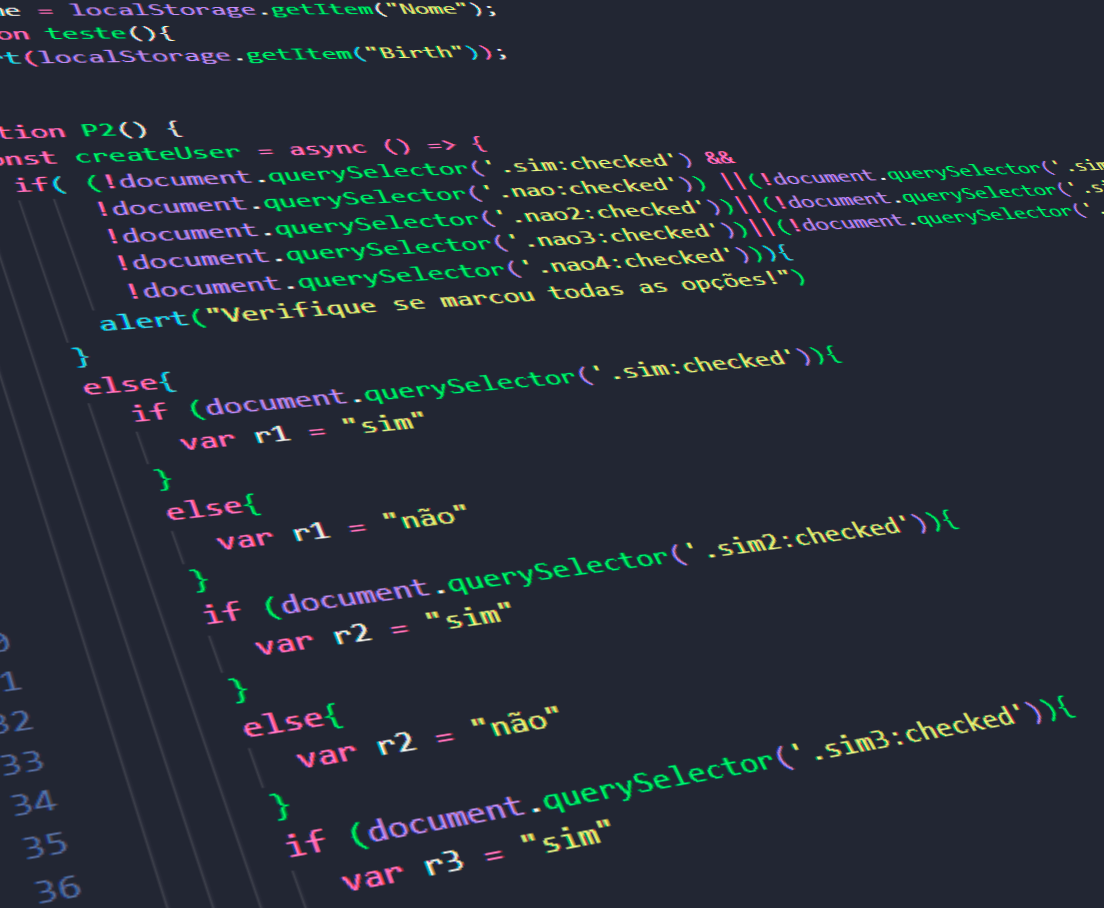 me = localStorage.getItem("Nome");
on teste(){
rt(localStorage.getItem("Birth"));
tion P2() {
onst createUser = async () => {
if( (!document.querySelector('.sim:checked') &&
!document.querySelector('.nao:checked')) ||(!document.querySelector('.sim
!document.querySelector('.nao2:checked'))||(!document.querySelector('.si
!document.querySelector('.nao3:checked'))||(!document.querySelector('.
!document.querySelector('.nao4:checked'))){
alert("Verifique se marcou todas as opções!")
}
else{
if (document.querySelector('.sim:checked')){
var r1 = "sim"
}
else{
var r1 = "não"
}
if (document.querySelector('.sim2:checked')){
0 var r2 = "sim"
1 }
32 else{
33 var r2 = "não"
34 }
35 if (document.querySelector('.sim3:checked')){
36 var r3 = "sim"